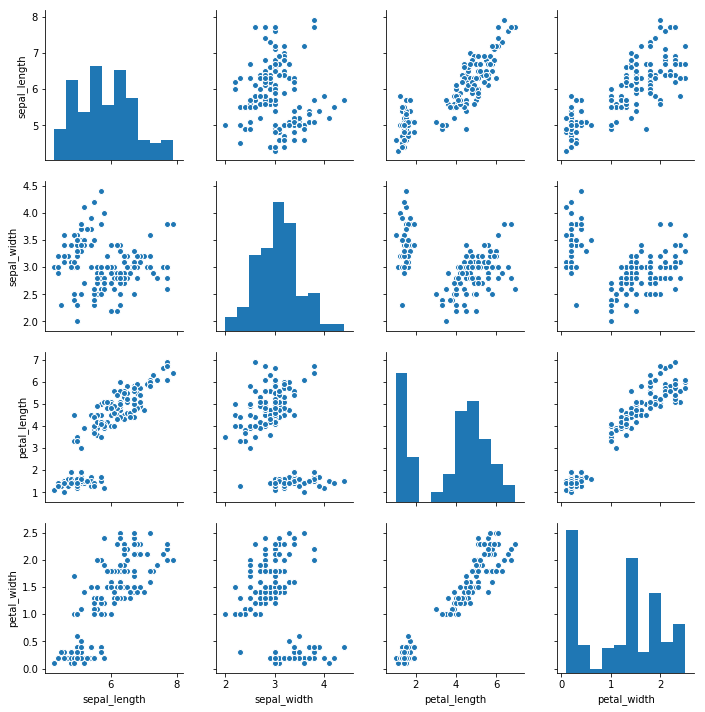 8
7
6
5
sepal_length
4.5
4.0
3.5
3.0
2.5
2.0
sepal_width
7
6
5
4
3
2
1
petal_length
2.5
2.0
1.5
1.0
0.5
0.0
petal_width
4 6 8
2 3 4
2 4 6
0 1 2
sepal_length sepal_width petal_length petal_width